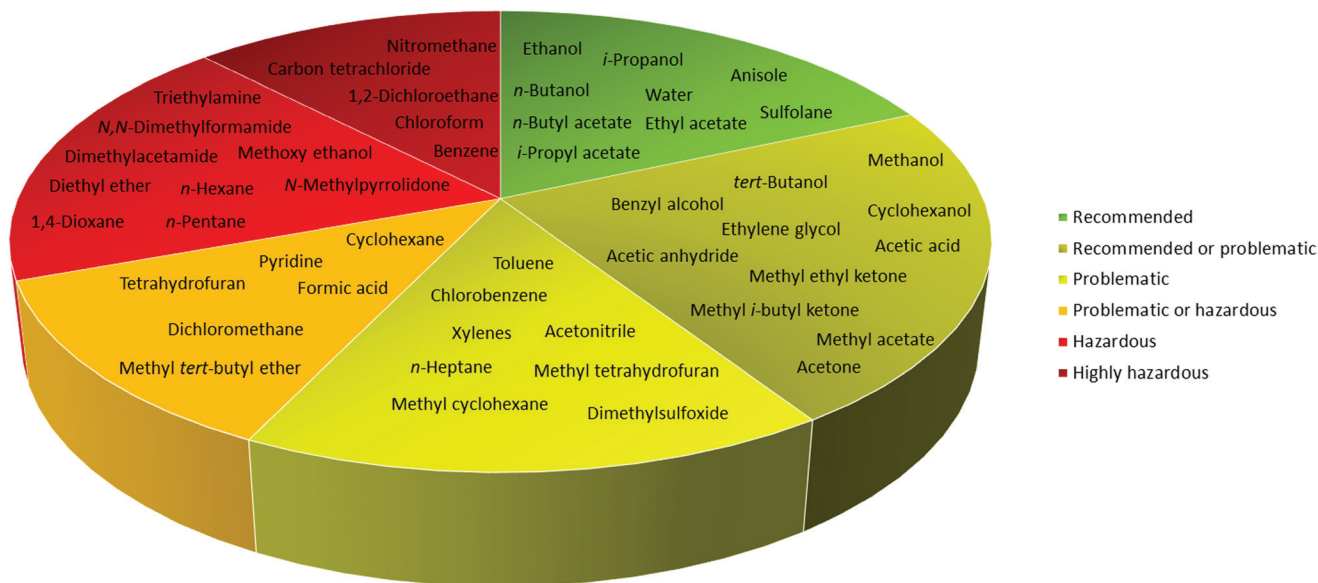 Nitromethane
Carbon tetrachloride
1,2-Dichloroethane
Chloroform
Benzene
Ethanol
i-Propanol
Anisole
n-Butanol
Water
Sulfolane
n-Butyl acetate
Ethyl acetate
i-Propyl acetate
Methanol
tert-Butanol
Benzyl alcohol
Cyclohexanol
Ethylene glycol
Acetic acid
Acetic anhydride
Methyl ethyl ketone
Methyl i-butyl ketone
Methyl acetate
Acetone
Toluene
Chlorobenzene
Xylenes
Acetonitrile
n-Heptane
Methyl tetrahydrofuran
Methyl cyclohexane
Dimethylsulfoxide
Cyclohexane
Pyridine
Tetrahydrofuran
Formic acid
Dichloromethane
Methyl tert-butyl ether
Triethylamine
N,N-Dimethylformamide
Dimethylacetamide
Methoxy ethanol
Diethyl ether
n-Hexane
N-Methylpyrrolidone
1,4-Dioxane
n-Pentane
Recommended
Recommended or problematic
Problematic
Problematic or hazardous
Hazardous
Highly hazardous